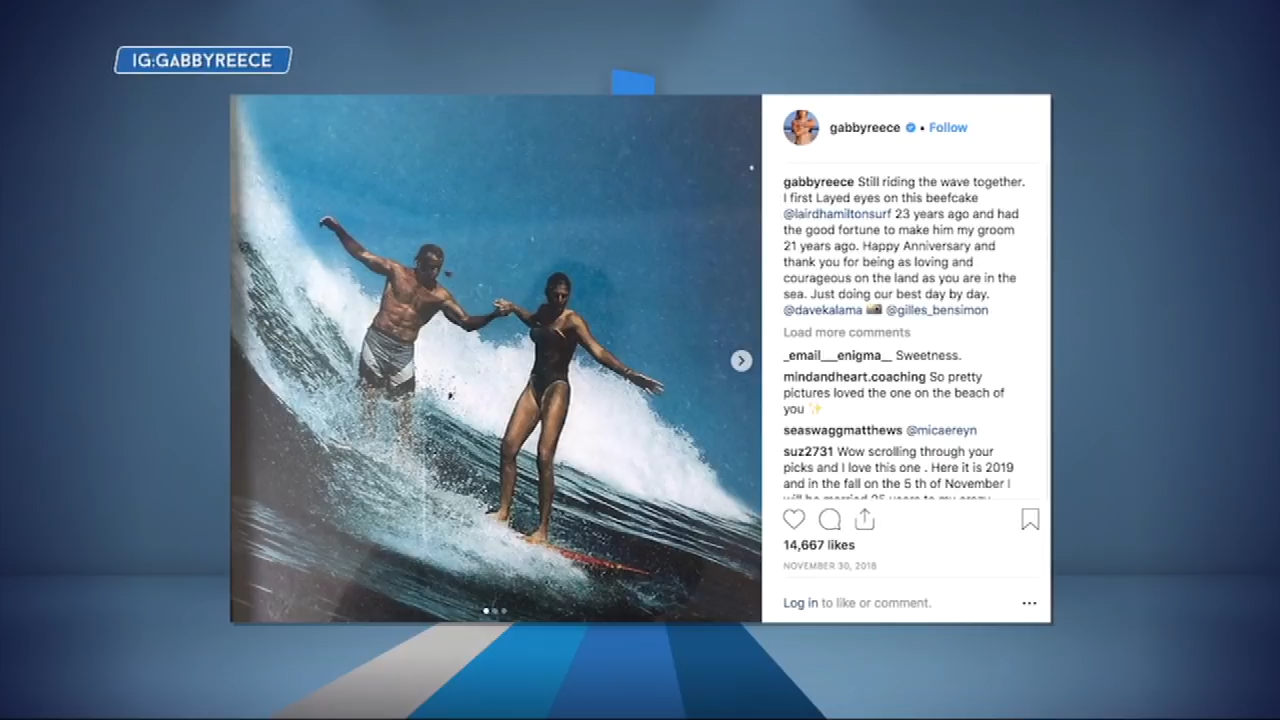 IG:GABBYREECE
gabbyreece • Follow
gabbyreece Still riding the wave together.
I first Layed eyes on this beefcake
@lairdhamiltonsurf 23 years ago and had
the good fortune to make him my groom
21 years ago. Happy Anniversary and
thank you for being as loving and
courageous on the land as you are in the
sea. Just doing our best day by day.
@davekalama 📷 @gilles_bensimon
Load more comments
_email___enigma__ Sweetness.
mindandheart.coaching So pretty
pictures loved the one on the beach of
you ✨
seaswaggmatthews @micaereyn
suz2731 Wow scrolling through your
picks and I love this one . Here it is 2019
and in the fall on the 5 th of November I
14,667 likes
NOVEMBER 30, 2018
Log in to like or comment.